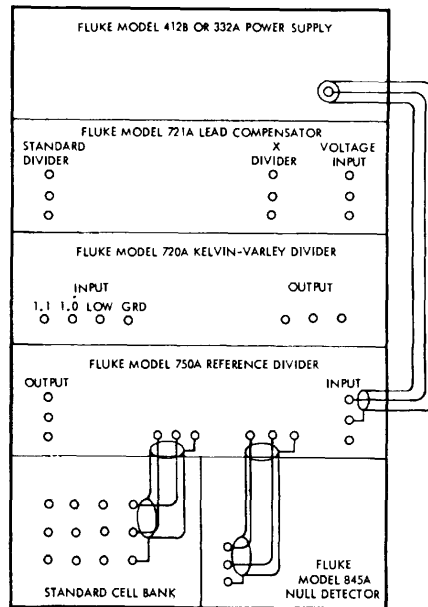 FLUKE MODEL 412B OR 332A POWER SUPPLY
FLUKE MODEL 721A LEAD COMPENSATOR
STANDARD DIVIDER
X DIVIDER
VOLTAGE INPUT
FLUKE MODEL 720A KELVIN-VARLEY DIVIDER
INPUT
OUTPUT
1.1 1.0 LOW GRD
FLUKE MODEL 750A REFERENCE DIVIDER
OUTPUT
INPUT
STANDARD CELL BANK
FLUKE
MODEL 845A
NULL DETECTOR